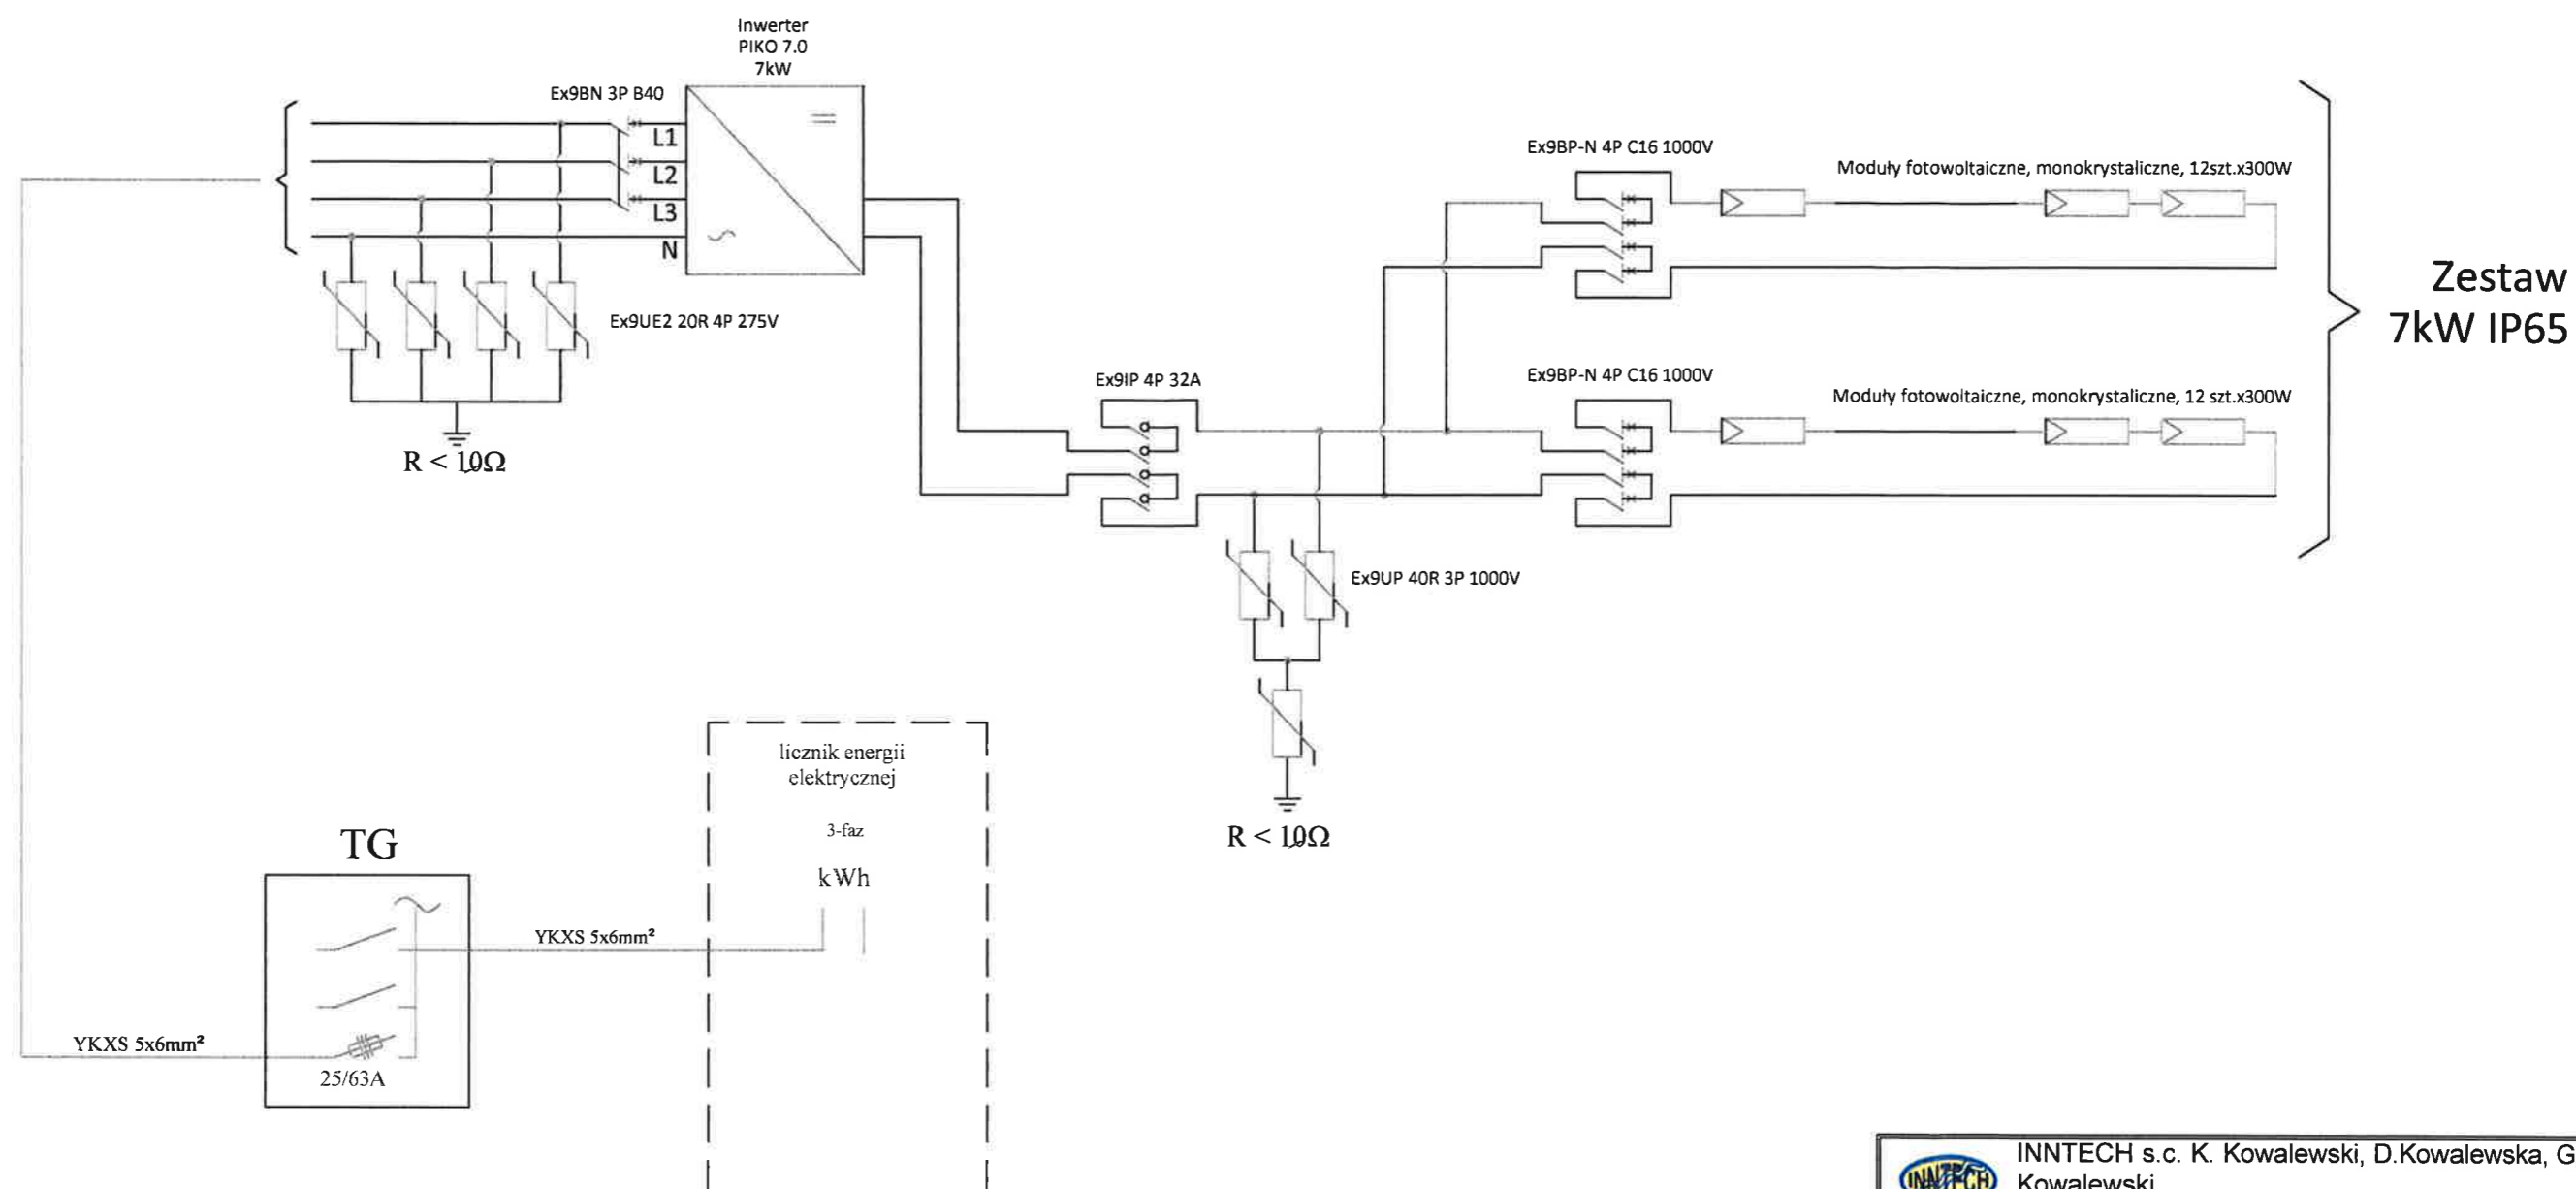 Inwerter
PIKO 7.0
7kW
Ex9BN 3P B40
L1
L2
L3
N
Ex9UE2 20R 4P 275V
R < 10Ω
Ex9BP-N 4P C16 1000V
Moduły fotowoltaiczne, monokrystaliczne, 12szt.x300W
Zestaw
7kW IP65
Ex9IP 4P 32A
Ex9BP-N 4P C16 1000V
Moduły fotowoltaiczne, monokrystaliczne, 12 szt.x300W
Ex9UP 40R 3P 1000V
R < 10Ω
licznik energii
elektrycznej
3-faz
kWh
TG
YKXS 5x6mm²
YKXS 5x6mm²
25/63A
INNTECH
INNTECH s.c. K. Kowalewski, D.Kowalewska, G
Kowalewski